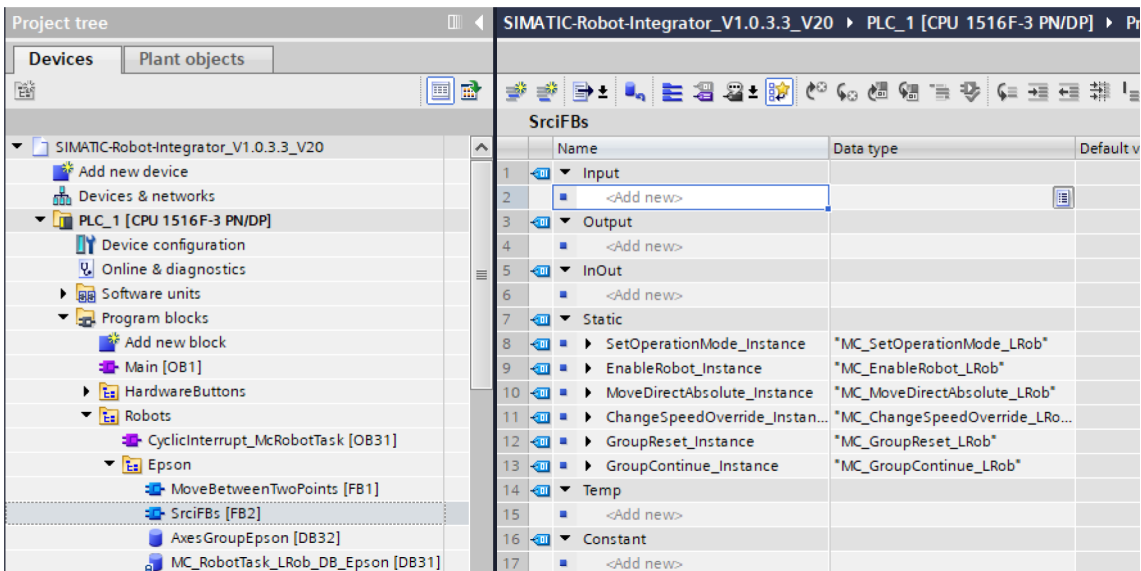 Project tree
Devices
Plant objects
SIMATIC-Robot-Integrator_V1.0.3.3_V20
Add new device
Devices & networks
PLC_1 [CPU 1516F-3 PN/DP]
Device configuration
Online & diagnostics
Software units
Program blocks
Add new block
Main [OB1]
HardwareButtons
Robots
CyclicInterrupt_McRobotTask [OB31]
Epson
MoveBetweenTwoPoints [FB1]
SrciFBs [FB2]
AxesGroupEpson [DB32]
MC_RobotTask_LRob_DB_Epson [DB31]
SIMATIC-Robot-Integrator_V1.0.3.3_V20 ▸ PLC_1 [CPU 1516F-3 PN/DP] ▸ Pr
SrciFBs
Name Data type Default v
1 Input
2 <Add new>
3 Output
4 <Add new>
5 InOut
6 <Add new>
7 Static
8 SetOperationMode_Instance "MC_SetOperationMode_LRob"
9 EnableRobot_Instance "MC_EnableRobot_LRob"
10 MoveDirectAbsolute_Instance "MC_MoveDirectAbsolute_LRob"
11 ChangeSpeedOverride_Instan... "MC_ChangeSpeedOverride_LRo...
12 GroupReset_Instance "MC_GroupReset_LRob"
13 GroupContinue_Instance "MC_GroupContinue_LRob"
14 Temp
15 <Add new>
16 Constant
17 <Add new>